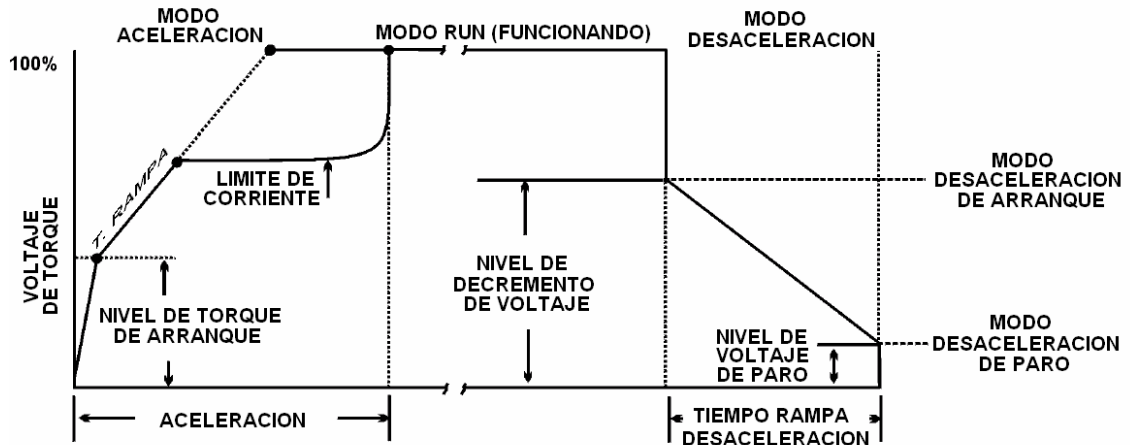 MODO
ACELERACION
MODO RUN (FUNCIONANDO)
MODO
DESACELERACION
100%
T. RAMPA
LIMITE DE
CORRIENTE
MODO
DESACELERACION
DE ARRANQUE
VOLTAJE
DE TORQUE
NIVEL DE TORQUE
DE ARRANQUE
NIVEL DE
DECREMENTO
DE VOLTAJE
NIVEL DE
VOLTAJE
DE PARO
MODO
DESACELERACION
DE PARO
ACELERACION
TIEMPO RAMPA
DESACELERACION